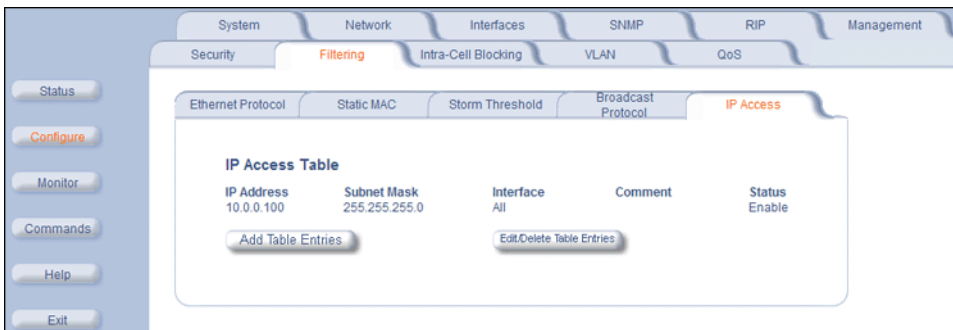 System Network Interfaces SNMP RIP Management
Security Filtering Intra-Cell Blocking VLAN QoS
Status
Configure
Monitor
Commands
Help
Exit
Ethernet Protocol Static MAC Storm Threshold Broadcast Protocol IP Access
IP Access Table
IP Address Subnet Mask Interface Comment Status
10.0.0.100 255.255.255.0 All Enable
Add Table Entries Edit/Delete Table Entries